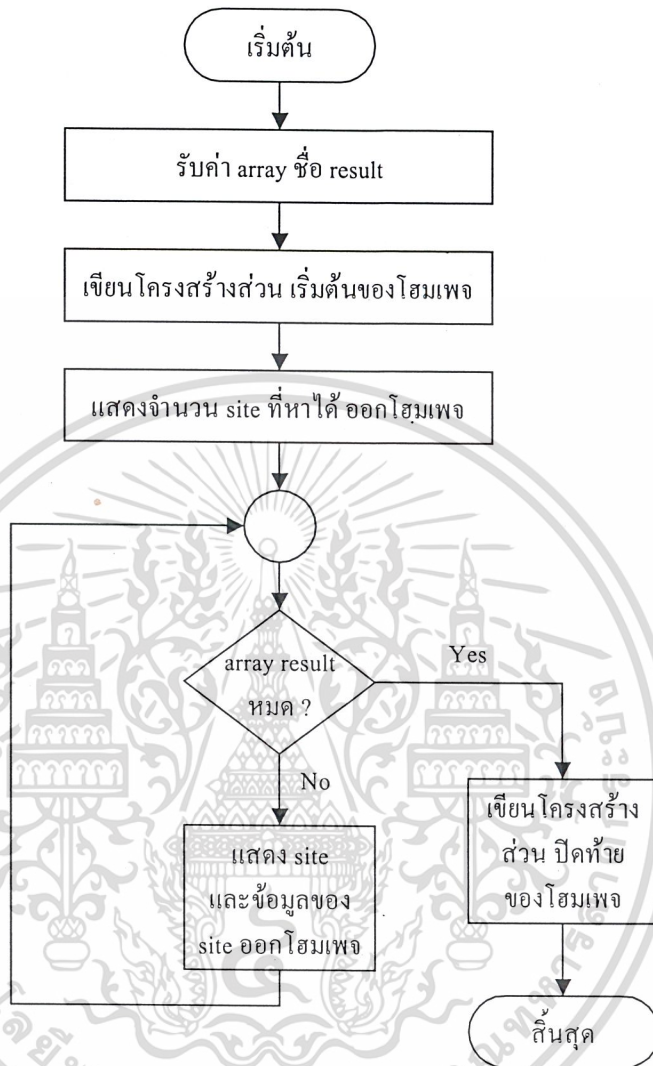 เริ่มต้น
รับค่า array ชื่อ result
เขียนโครงสร้างส่วน เริ่มต้นของโฮมเพจ
แสดงจำนวน site ที่หาได้ ออกโฮมเพจ
array result
หมด ?
Yes
No
แสดง site
และข้อมูลของ
site ออกโฮมเพจ
เขียนโครงสร้าง
ส่วน ปิดท้าย
ของโฮมเพจ
สิ้นสุด